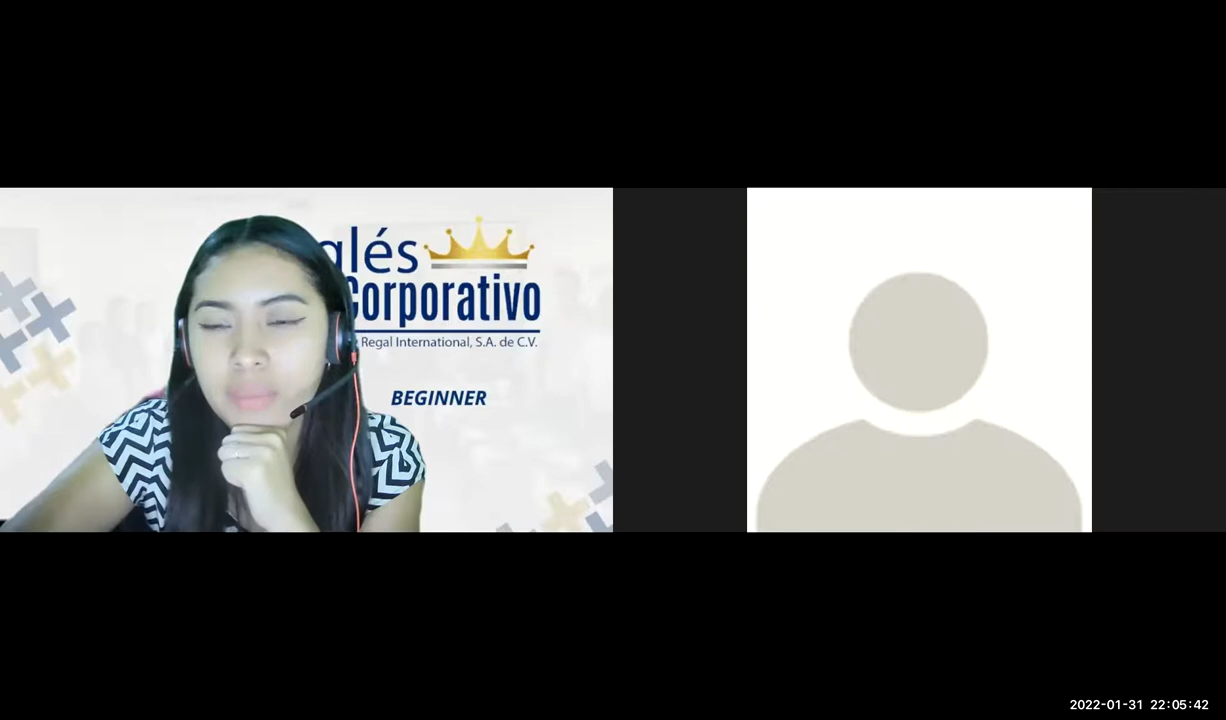 glés
Corporativo
Regal International, S.A. de C.V.
BEGINNER
2022-01-31 22:05:42